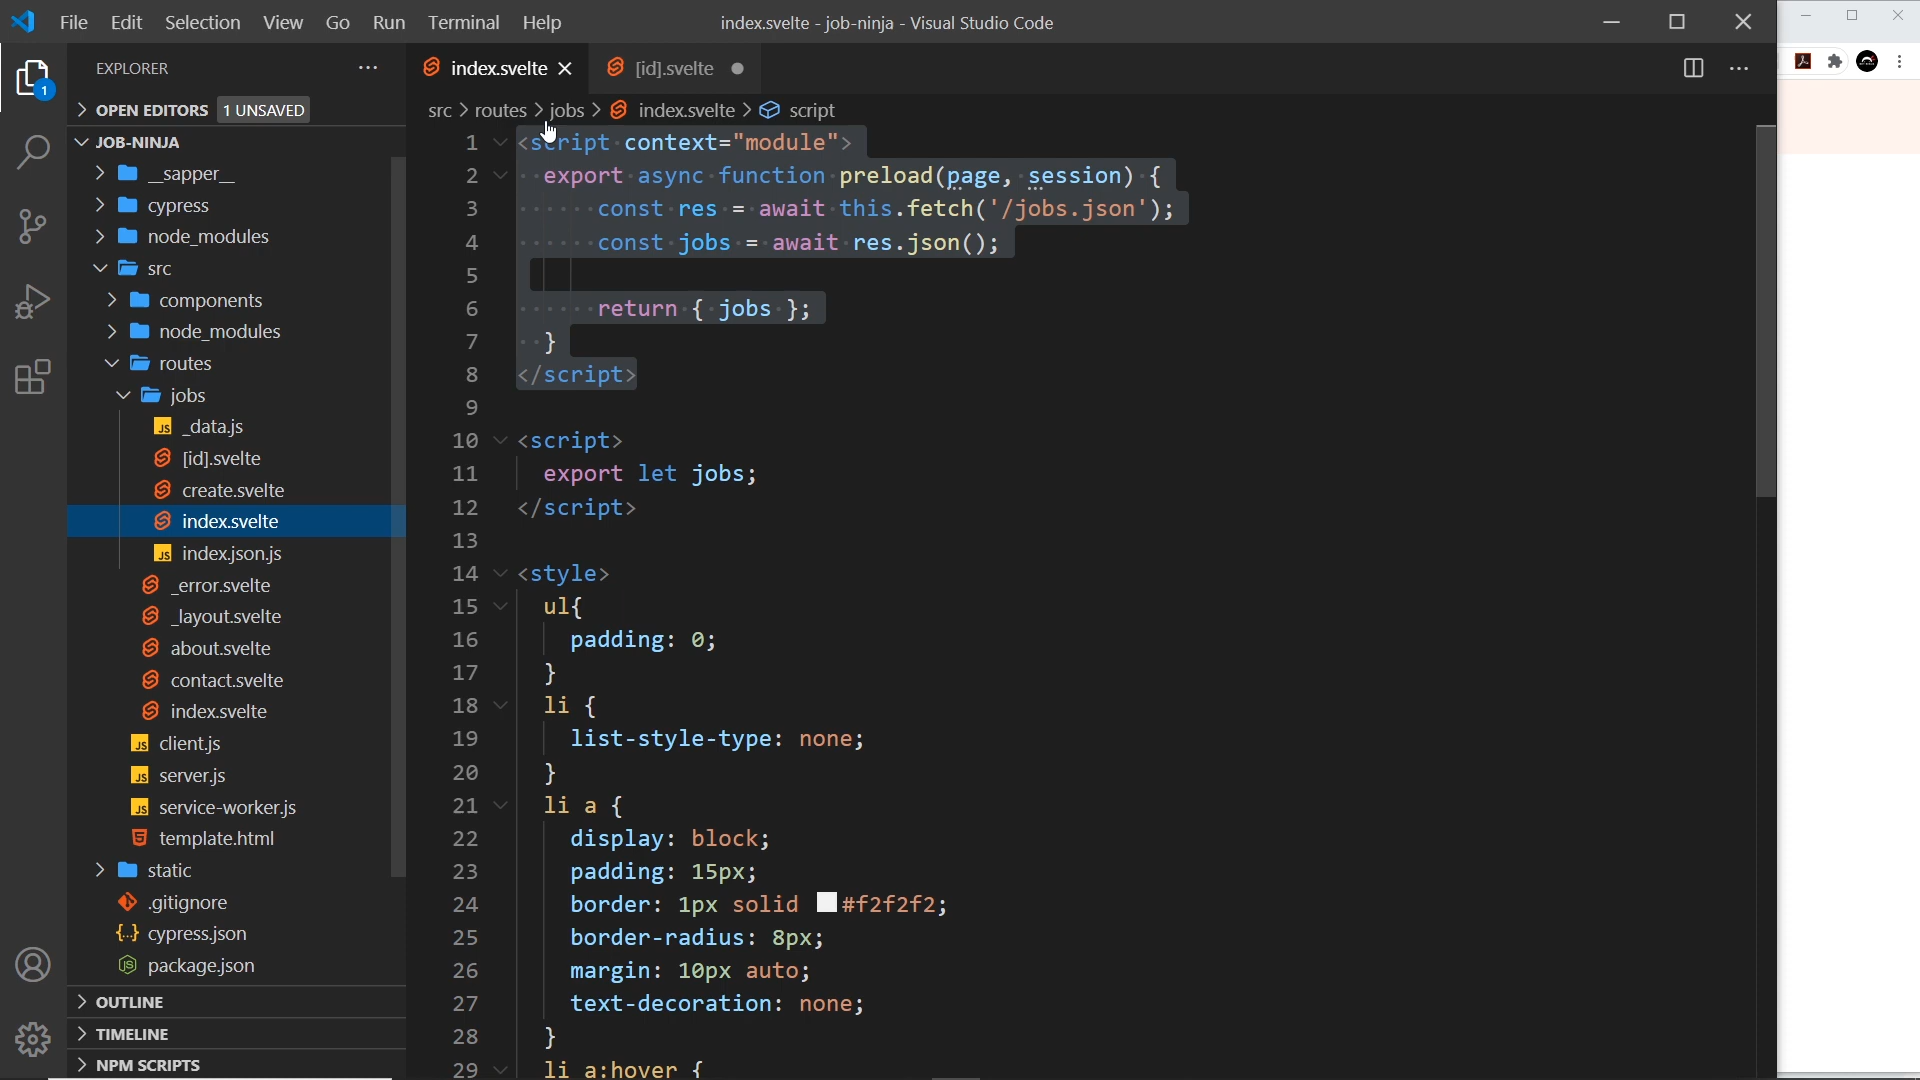 File Edit Selection View Go Run Terminal Help
index.svelte - job-ninja - Visual Studio Code
EXPLORER
OPEN EDITORS 1 UNSAVED
JOB-NINJA
__sapper__
cypress
node_modules
src
components
node_modules
routes
jobs
_data.js
[id].svelte
create.svelte
index.svelte
index.json.js
_error.svelte
_layout.svelte
about.svelte
contact.svelte
index.svelte
client.js
server.js
service-worker.js
template.html
static
.gitignore
cypress.json
package.json
OUTLINE
TIMELINE
NPM SCRIPTS
1
index.svelte
[id].svelte
src > routes > jobs > index.svelte > script
1 <script context="module">
2 export async function preload(page, session) {
3 const res = await this.fetch('/jobs.json');
4 const jobs = await res.json();
5
6 return { jobs };
7 }
8 </script>
9
10 <script>
11 export let jobs;
12 </script>
13
14 <style>
15 ul{
16 padding: 0;
17 }
18 li {
19 list-style-type: none;
20 }
21 li a {
22 display: block;
23 padding: 15px;
24 border: 1px solid #f2f2f2;
25 border-radius: 8px;
26 margin: 10px auto;
27 text-decoration: none;
28 }
29 li a:hover {